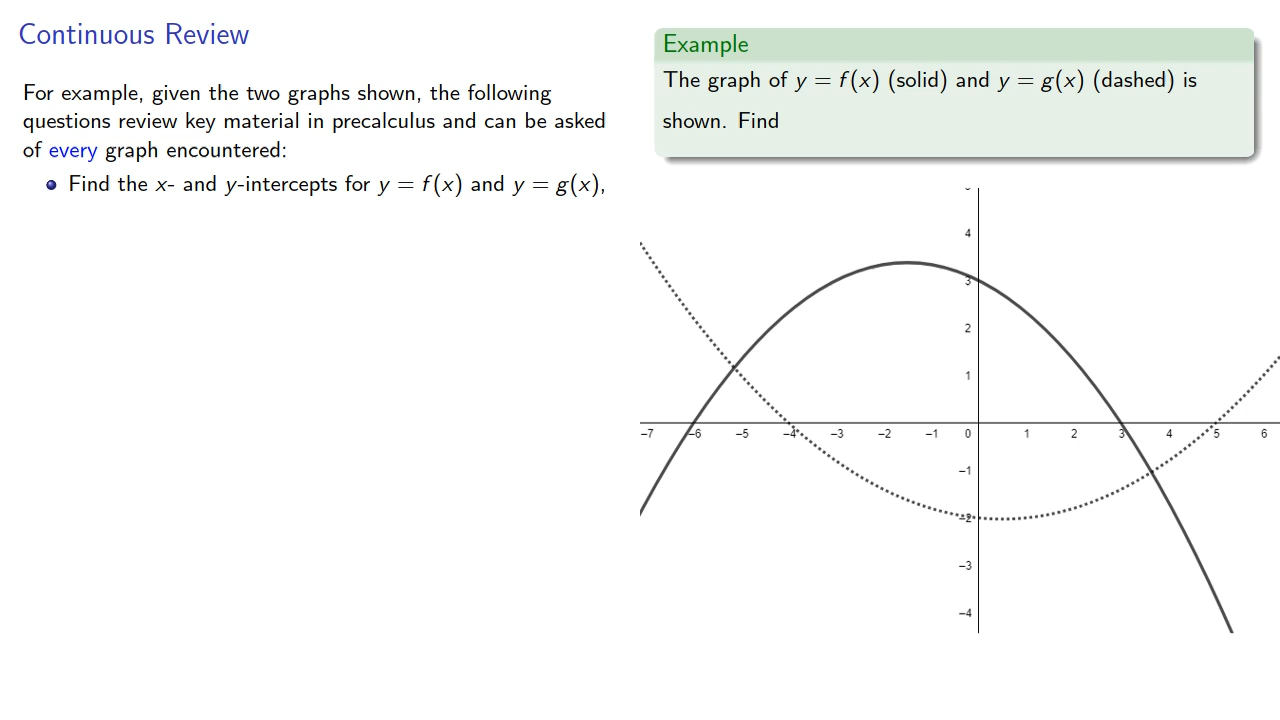 Continuous Review
For example, given the two graphs shown, the following
questions review key material in precalculus and can be asked
of every graph encountered:
Find the x- and y-intercepts for y = f(x) and y = g(x),
Example
The graph of y = f(x) (solid) and y = g(x) (dashed) is
shown. Find
4
3
2
1
–7 –6 –5 –4 –3 –2 –1 0 1 2 3 4 5 6
–1
–2
–3
–4